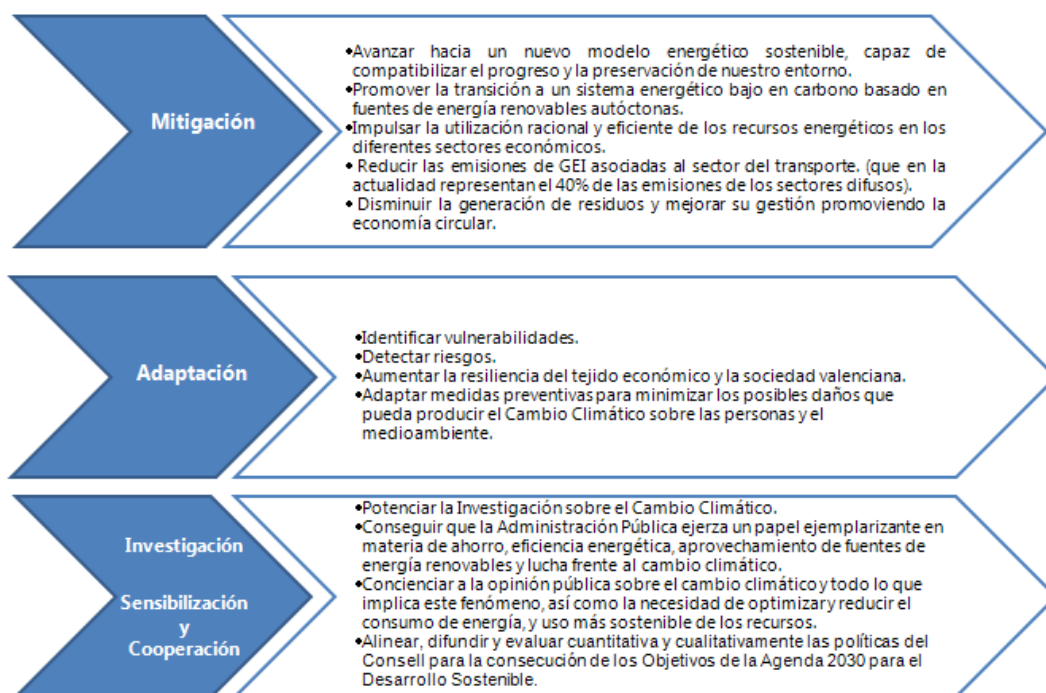 Mitigación
•Avanzar hacia un nuevo modelo energético sostenible, capaz de
compatibilizar el progreso y la preservación de nuestro entorno.
•Promover la transición a un sistema energético bajo en carbono basado en
fuentes de energía renovables autóctonas.
•Impulsar la utilización racional y eficiente de los recursos energéticos en los
diferentes sectores económicos.
• Reducir las emisiones de GEI asociadas al sector del transporte. (que en la
actualidad representan el 40% de las emisiones de los sectores difusos).
• Disminuir la generación de residuos y mejorar su gestión promoviendo la
economía circular.
Adaptación
•Identificar vulnerabilidades.
•Detectar riesgos.
•Aumentar la resiliencia del tejido económico y la sociedad valenciana.
•Adaptar medidas preventivas para minimizar los posibles daños que
pueda producir el Cambio Climático sobre las personas y el
medioambiente.
Investigación
Sensibilización
y
Cooperación
•Potenciar la Investigación sobre el Cambio Climático.
•Conseguir que la Administración Pública ejerza un papel ejemplarizante en
materia de ahorro, eficiencia energética, aprovechamiento de fuentes de
energía renovables y lucha frente al cambio climático.
•Concienciar a la opinión pública sobre el cambio climático y todo lo que
implica este fenómeno, así como la necesidad de optimizar y reducir el
consumo de energía, y uso más sostenible de los recursos.
•Alinear, difundir y evaluar cuantitativa y cualitativamente las políticas del
Consell para la consecución de los Objetivos de la Agenda 2030 para el
Desarrollo Sostenible.